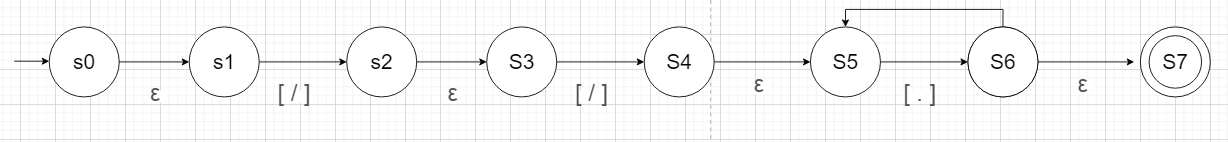 s0 s1 s2 S3 S4 S5 S6 S7
ε [ / ] ε [ / ] ε [ . ] ε